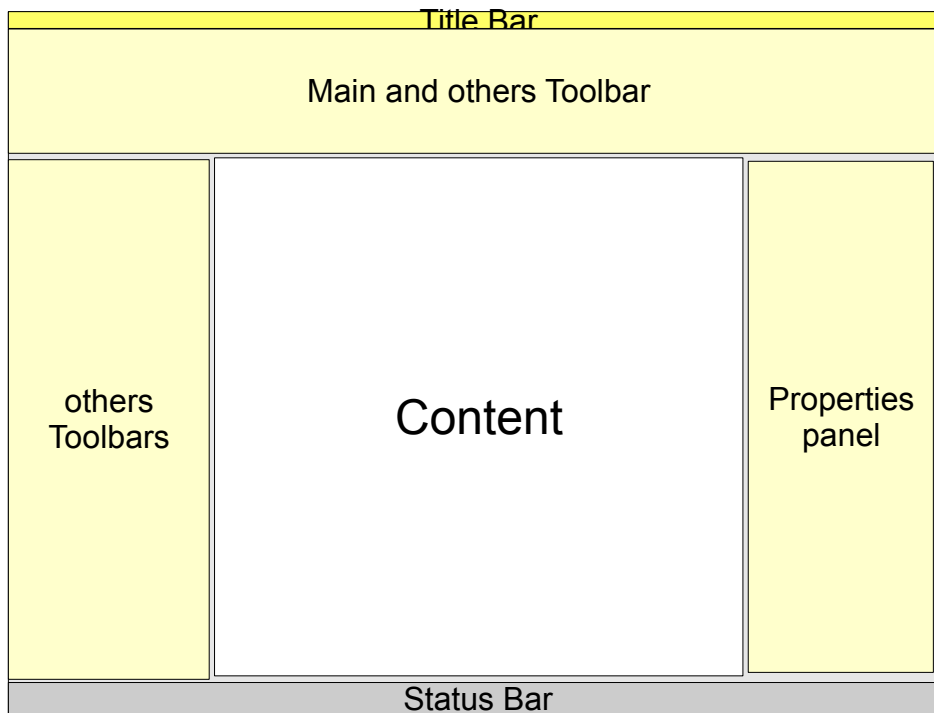 Title Bar
Main and others Toolbar
others
Toolbars
Content
Properties
panel
Status Bar